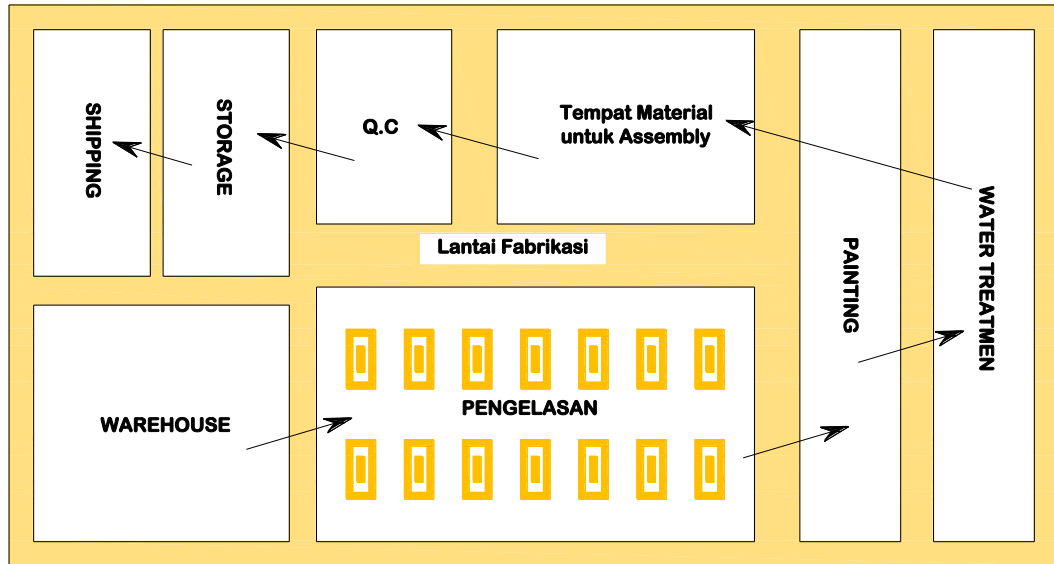 SHIPPING
STORAGE
Q.C
Tempat Material
untuk Assembly
Lantai Fabrikasi
PAINTING
WATER TREATMEN
WAREHOUSE
PENGELASAN